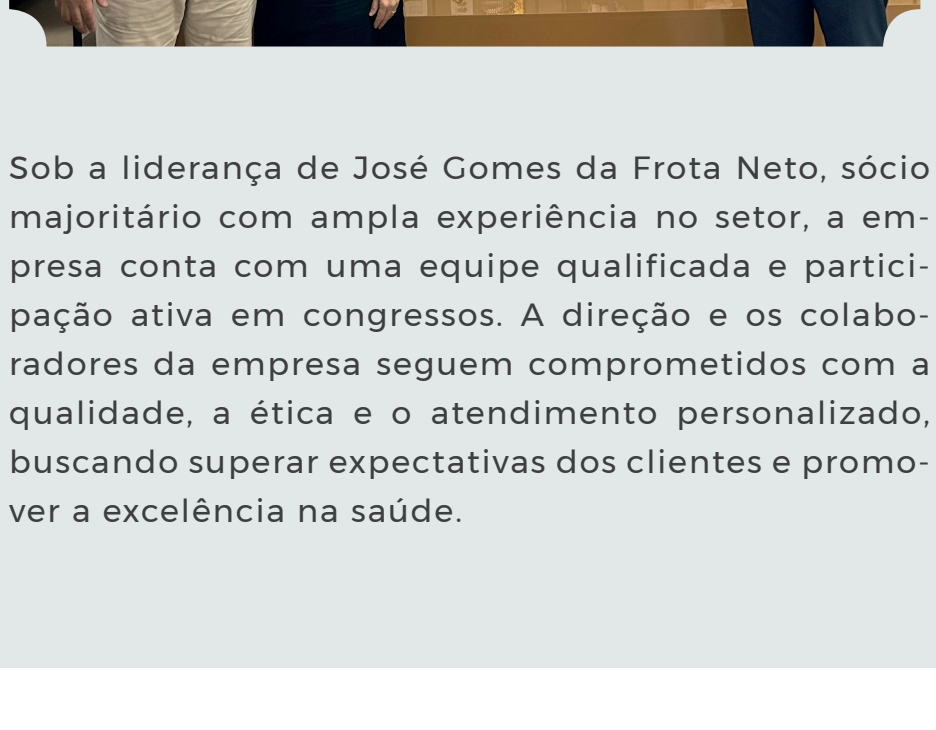 Sob a liderança de José Gomes da Frota Neto, sócio
majoritário com ampla experiência no setor, a em-
presa conta com uma equipe qualificada e partici-
pação ativa em congressos. A direção e os colabo-
radores da empresa seguem comprometidos com a
qualidade, a ética e o atendimento personalizado,
buscando superar expectativas dos clientes e promo-
ver a excelência na saúde.